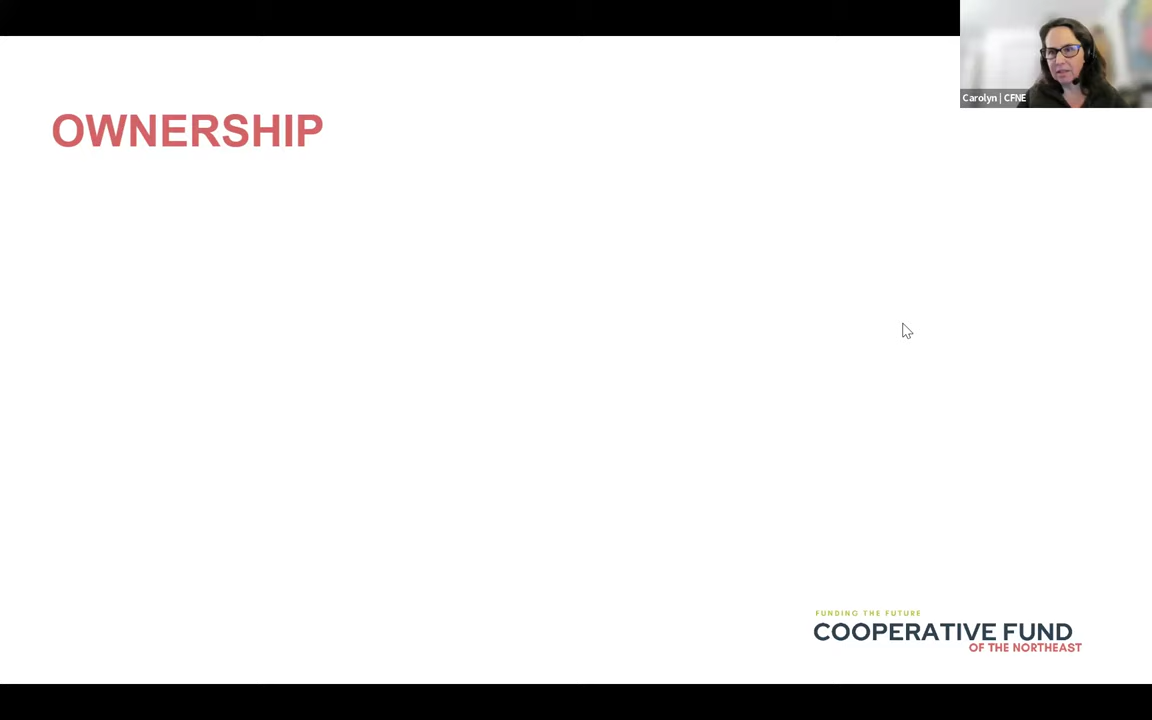 Carolyn | CFNE
OWNERSHIP
FUNDING THE FUTURE
COOPERATIVE FUND
OF THE NORTHEAST